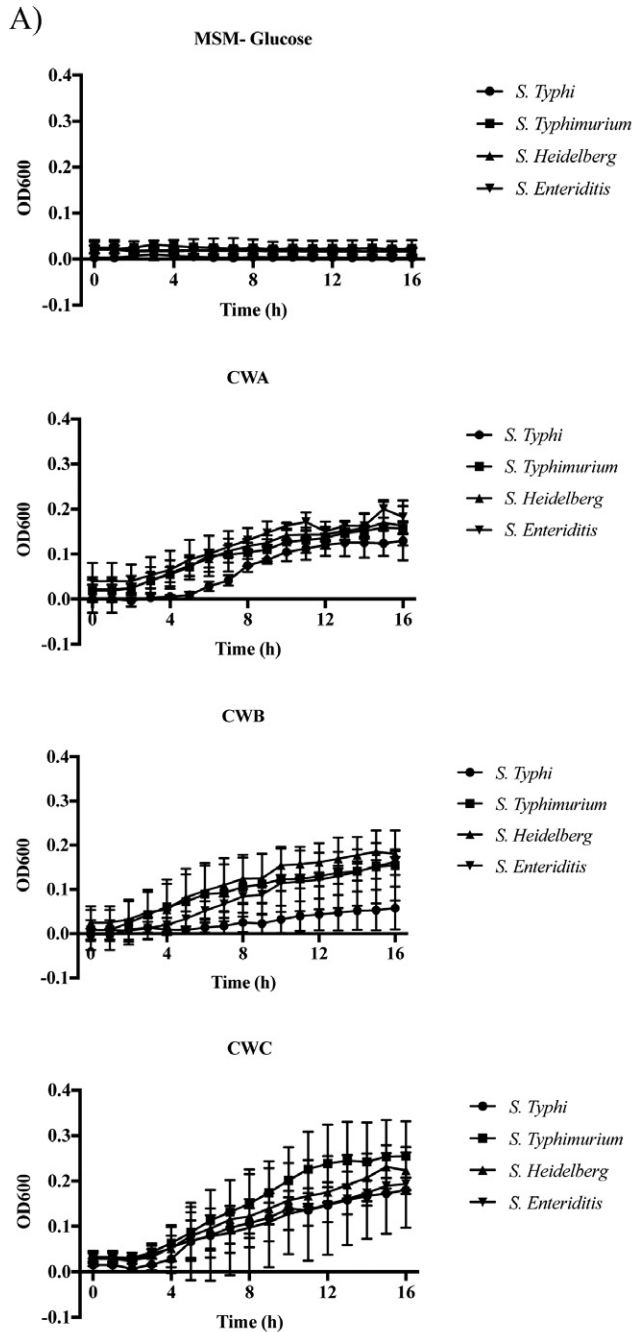 A)
MSM- Glucose
0.4
0.3
0.2
0.1
0.0
-0.1
OD600
0 4 8 12 16
Time (h)
S. Typhi
S. Typhimurium
S. Heidelberg
S. Enteriditis
CWA
0.4
0.3
0.2
0.1
0.0
-0.1
OD600
0 4 8 12 16
Time (h)
S. Typhi
S. Typhimurium
S. Heidelberg
S. Enteriditis
CWB
0.4
0.3
0.2
0.1
0.0
-0.1
OD600
0 4 8 12 16
Time (h)
S. Typhi
S. Typhimurium
S. Heidelberg
S. Enteriditis
CWC
0.4
0.3
0.2
0.1
0.0
-0.1
OD600
0 4 8 12 16
Time (h)
S. Typhi
S. Typhimurium
S. Heidelberg
S. Enteriditis